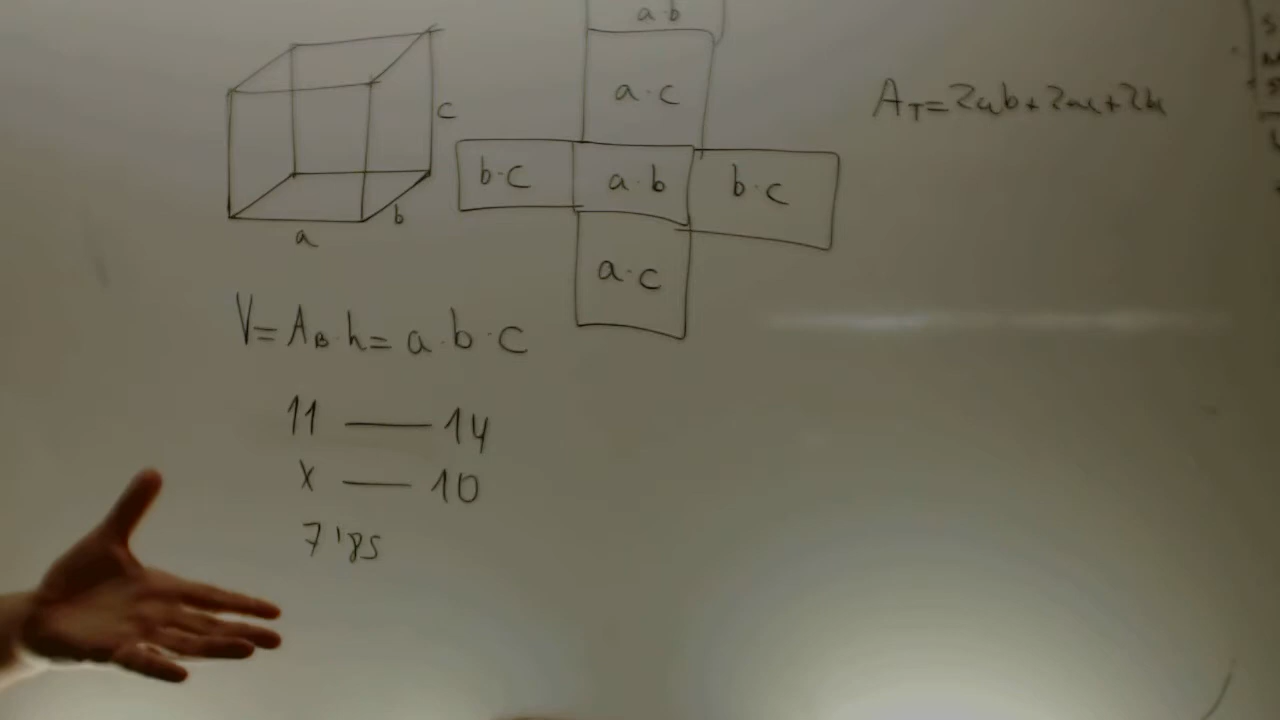 a·b
c
a·c
A_T=2ab+2ac+2bc
b·c
a·b
b·c
b
a
a·c
V=A_B·h=a·b·c
11 — 14
x — 10
7'85